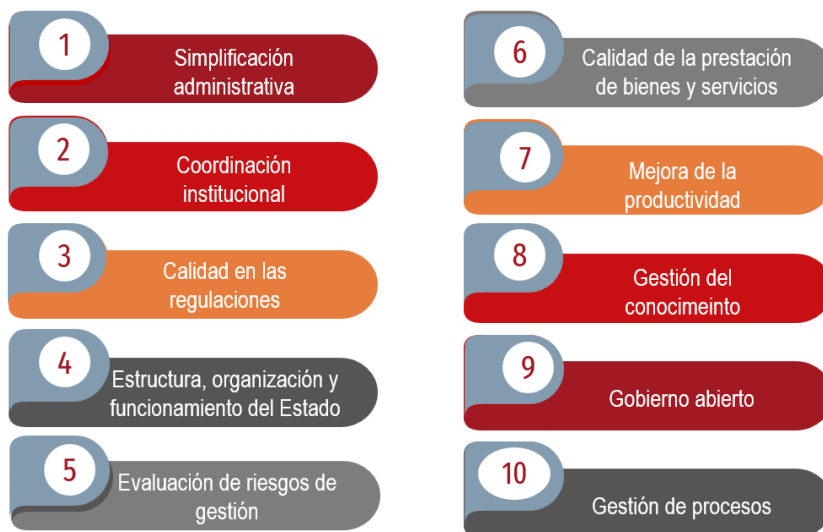 1
Simplificación
administrativa
2
Coordinación
institucional
3
Calidad en las
regulaciones
4
Estructura, organización y
funcionamiento del Estado
5
Evaluación de riesgos de
gestión
6
Calidad de la prestación
de bienes y servicios
7
Mejora de la
productividad
8
Gestión del
conocimeinto
9
Gobierno abierto
10
Gestión de procesos